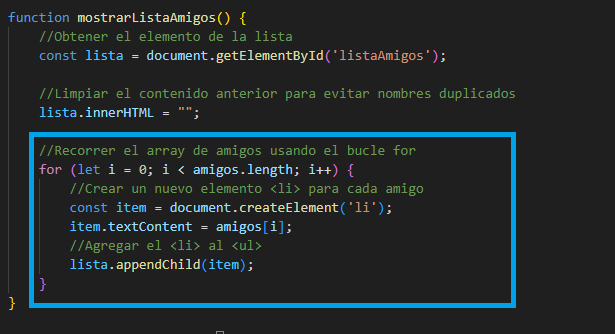 function mostrarListaAmigos() {
//Obtener el elemento de la lista
const lista = document.getElementById('listaAmigos');
//Limpiar el contenido anterior para evitar nombres duplicados
lista.innerHTML = "";
//Recorrer el array de amigos usando el bucle for
for (let i = 0; i < amigos.length; i++) {
//Crear un nuevo elemento <li> para cada amigo
const item = document.createElement('li');
item.textContent = amigos[i];
//Agregar el <li> al <ul>
lista.appendChild(item);
}
}